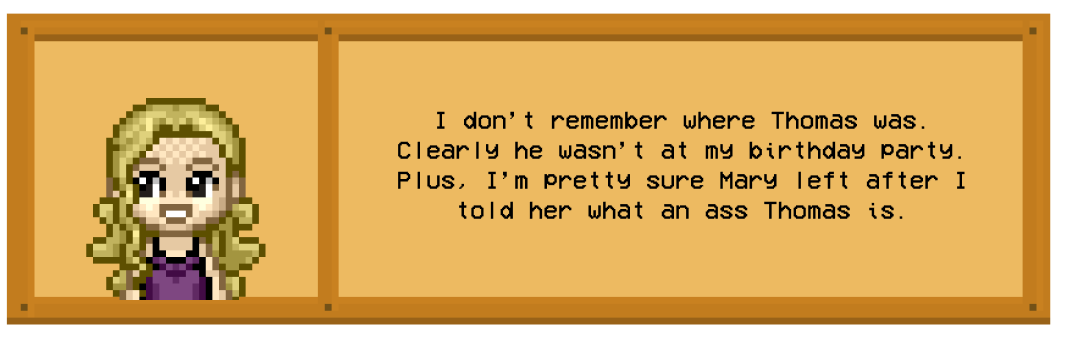 I don't remember where Thomas was.
Clearly he wasn't at my birthday party.
Plus, I'm pretty sure Mary left after I
told her what an ass Thomas is.